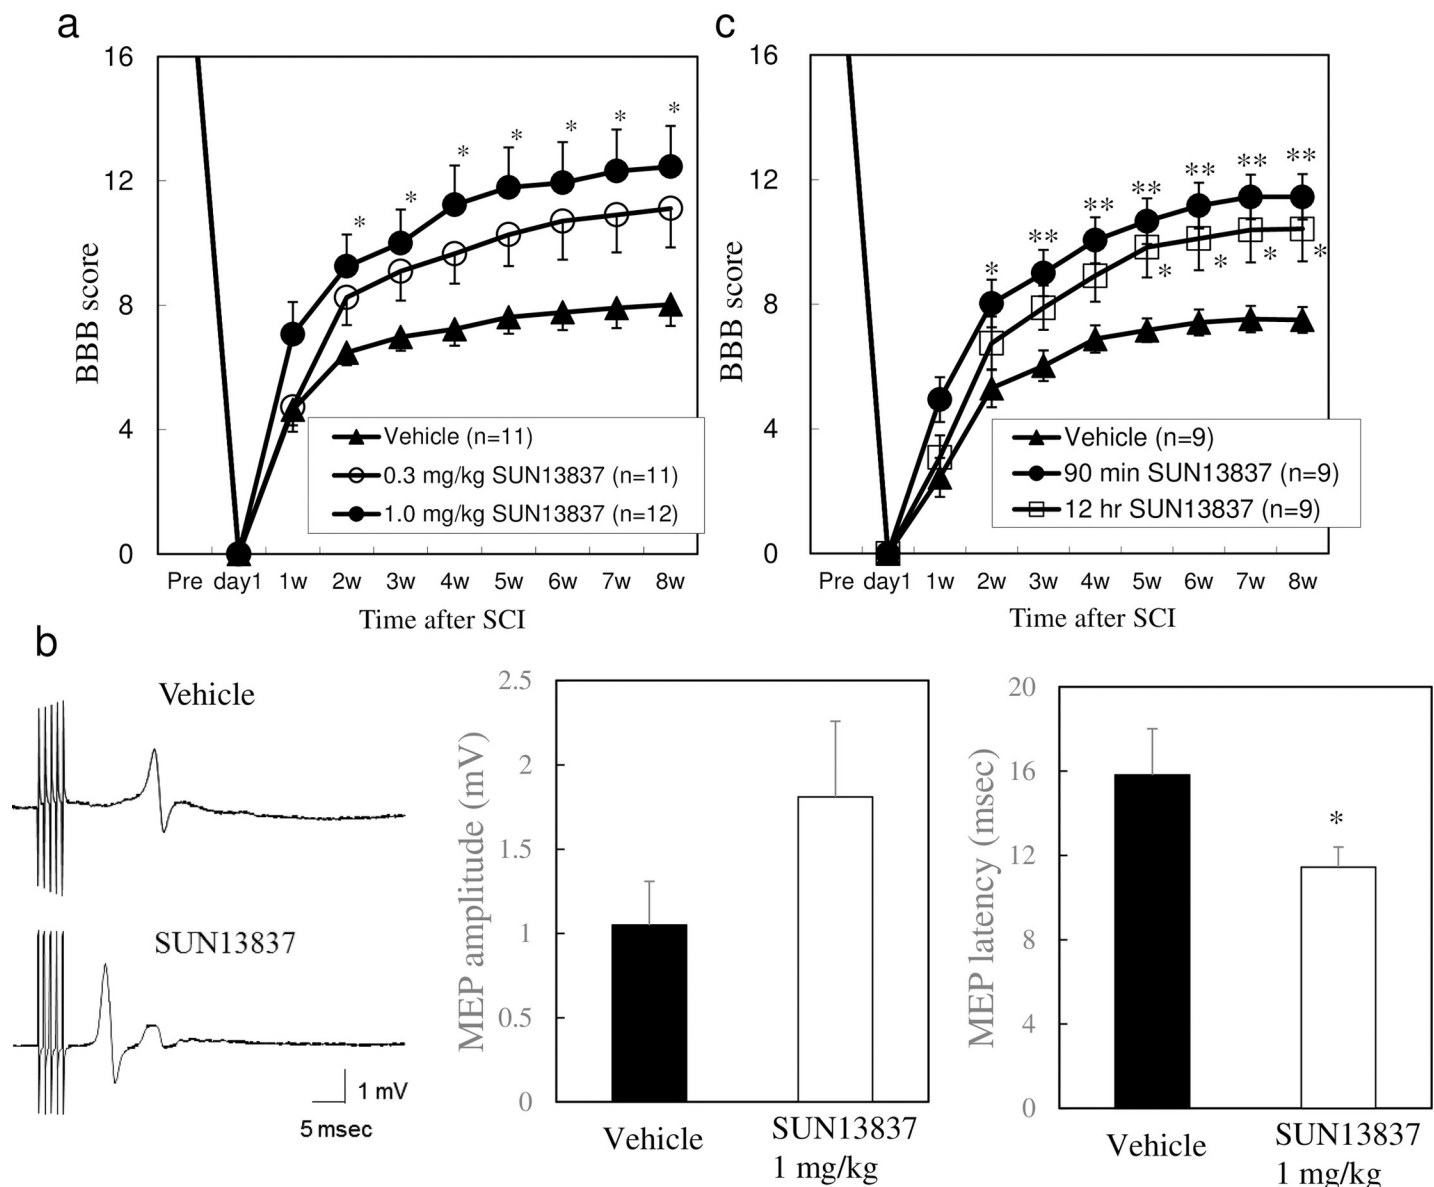 a
16
12
8
4
0
BBB score
* * * * * * *
Vehicle (n=11)
0.3 mg/kg SUN13837 (n=11)
1.0 mg/kg SUN13837 (n=12)
Pre day1 1w 2w 3w 4w 5w 6w 7w 8w
Time after SCI
c
16
12
8
4
0
BBB score
* ** ** ** ** ** **
* * * *
Vehicle (n=9)
90 min SUN13837 (n=9)
12 hr SUN13837 (n=9)
Pre day1 1w 2w 3w 4w 5w 6w 7w 8w
Time after SCI
b
Vehicle
SUN13837
1 mV
5 msec
2.5
2
1.5
1
0.5
0
MEP amplitude (mV)
Vehicle
SUN13837
1 mg/kg
20
16
12
8
4
0
MEP latency (msec)
*
Vehicle
SUN13837
1 mg/kg